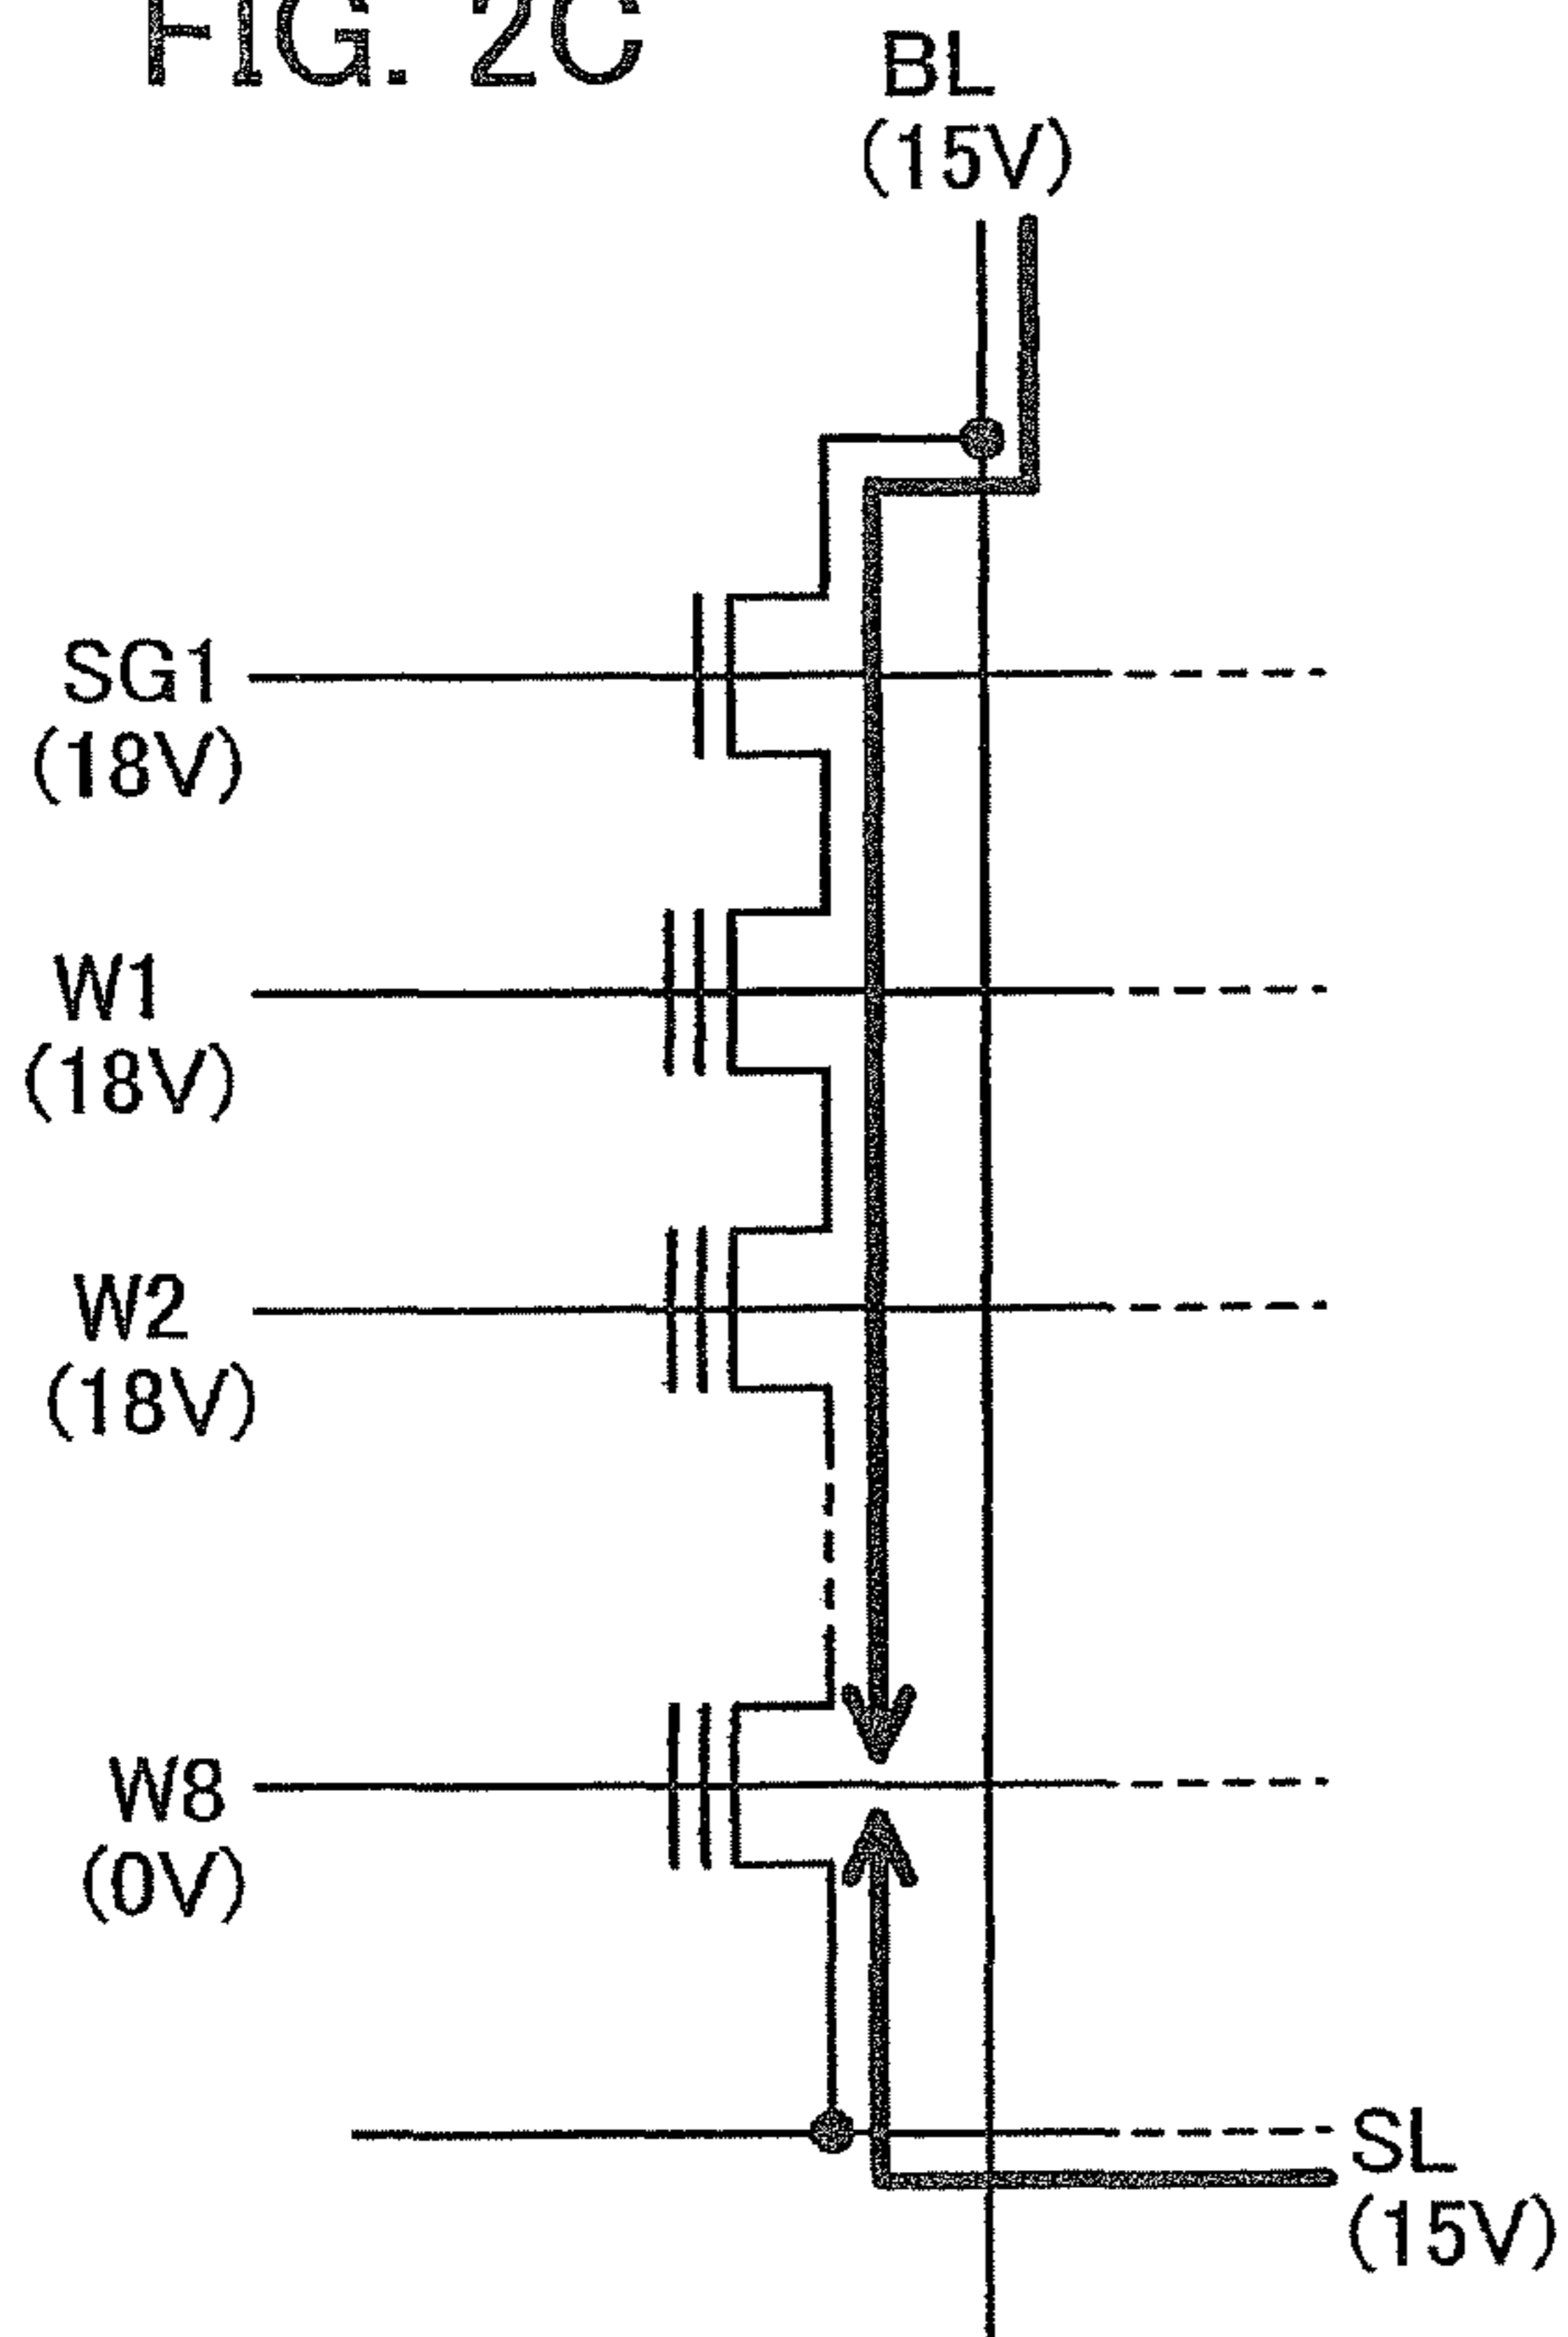 FIG. 2C
BL
(15V)
SG1
(18V)
W1
(18V)
W2
(18V)
W8
(0V)
SL
(15V)